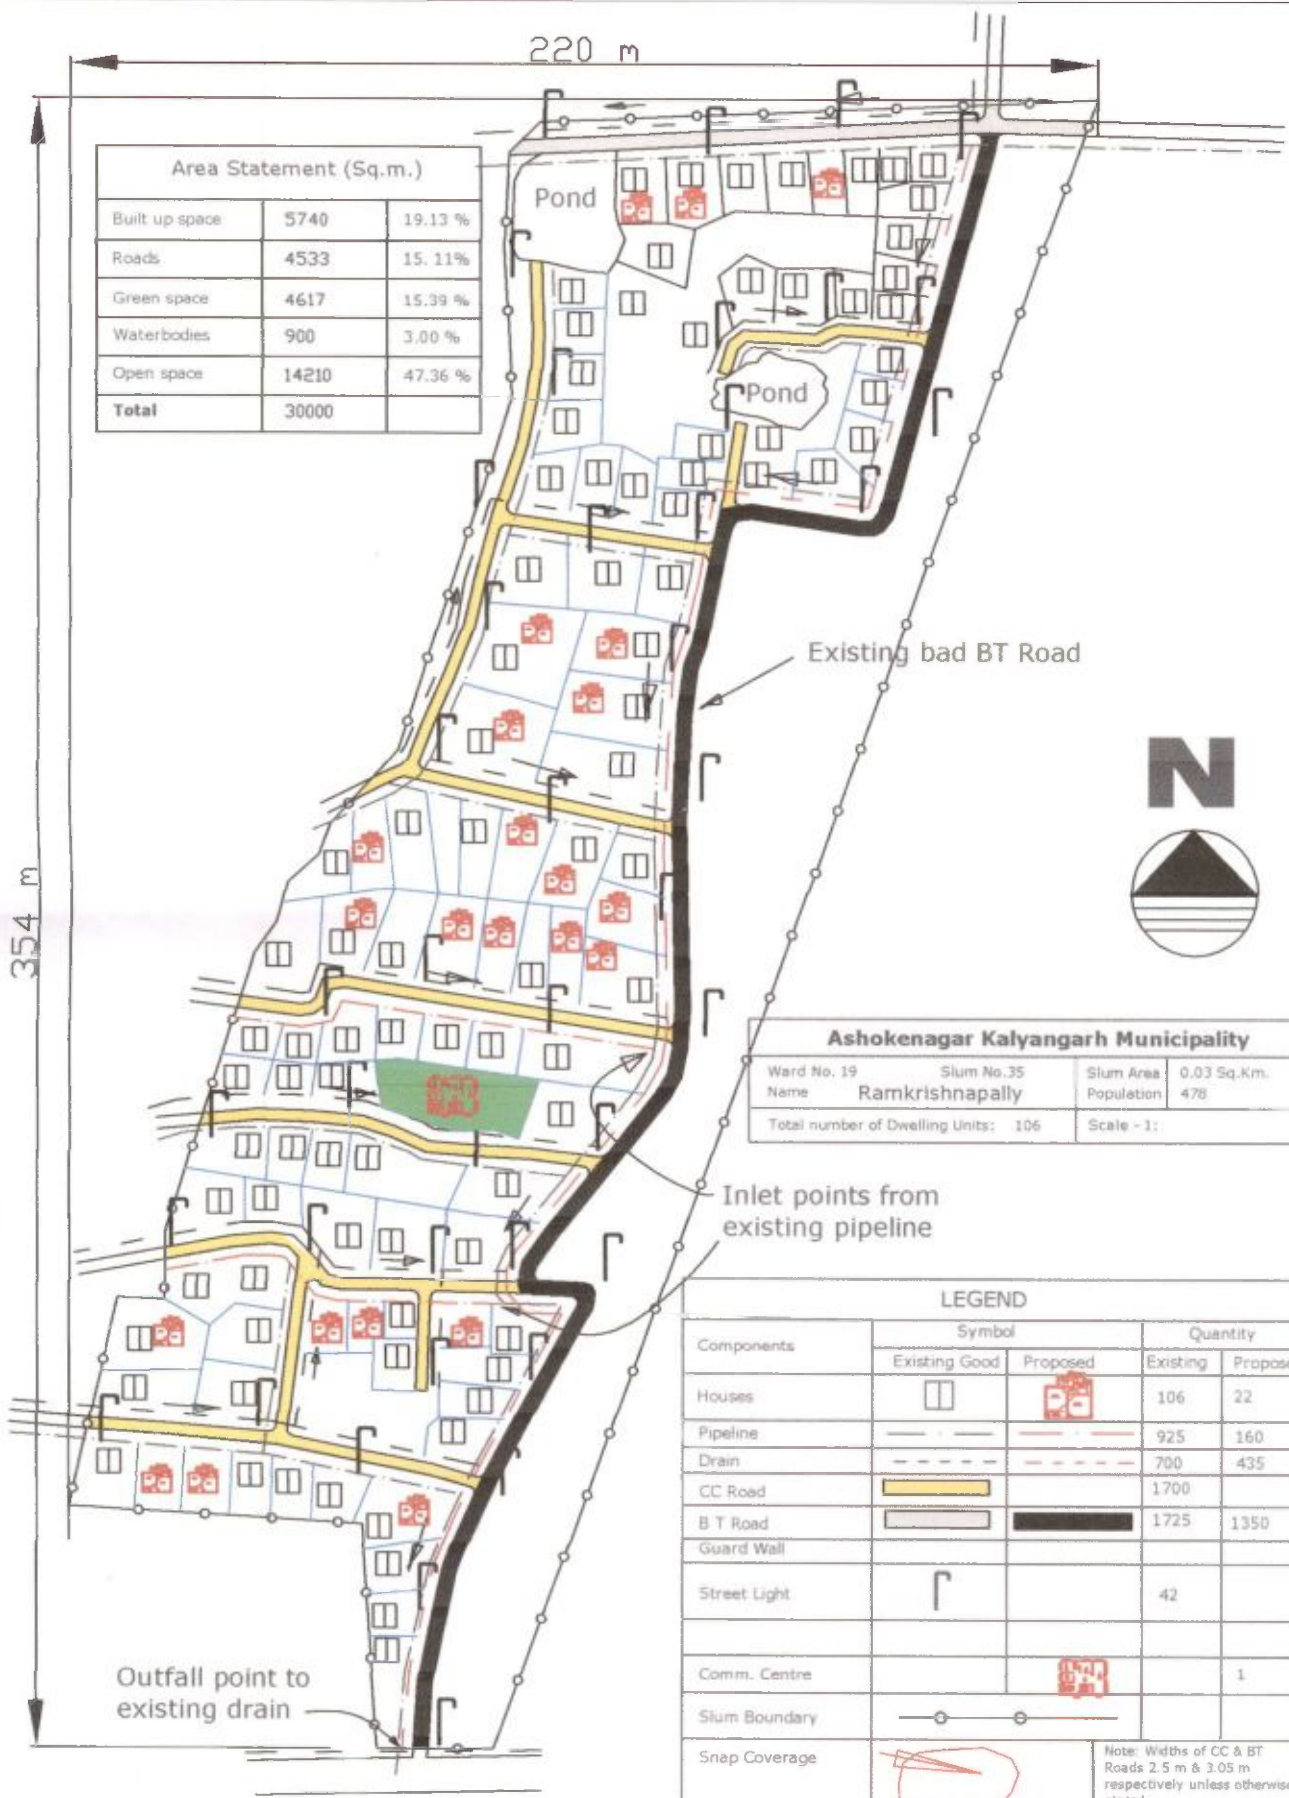 220 m
354 m
Area Statement (Sq.m.)
Built up space 5740 19.13 %
Roads 4533 15. 11%
Green space 4617 15.39 %
Waterbodies 900 3.00 %
Open space 14210 47.36 %
Total 30000
Pond
Pond
Existing bad BT Road
N
Ashokenagar Kalyangarh Municipality
Ward No. 19 Slum No.35 Slum Area 0.03 Sq.Km.
Name Ramkrishnapally Population 478
Total number of Dwelling Units: 106 Scale - 1:
Inlet points from
existing pipeline
LEGEND
Components Symbol Quantity
Existing Good Proposed Existing Propose
Houses 106 22
Pipeline 925 160
Drain 700 435
CC Road 1700
B T Road 1725 1350
Guard Wall
Street Light 42
Comm. Centre 1
Slum Boundary
Snap Coverage
Note: Widths of CC & BT
Roads 2.5 m & 3.05 m
respectively unless otherwise
Outfall point to
existing drain